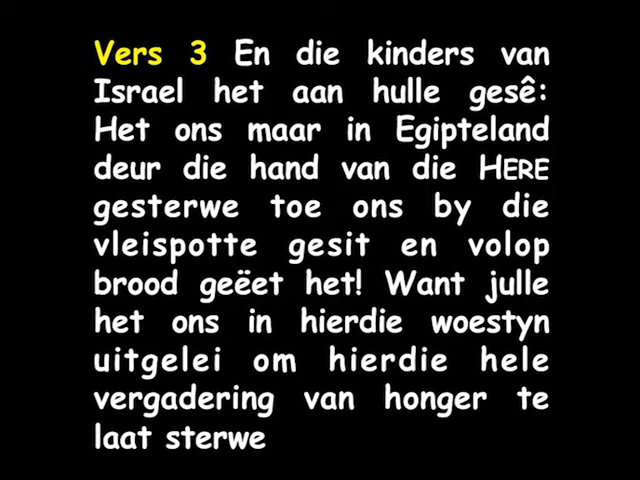 Vers 3 En die kinders van
Israel het aan hulle gesê:
Het ons maar in Egipteland
deur die hand van die HERE
gesterwe toe ons by die
vleispotte gesit en volop
brood geëet het! Want julle
het ons in hierdie woestyn
uitgelei om hierdie hele
vergadering van honger te
laat sterwe